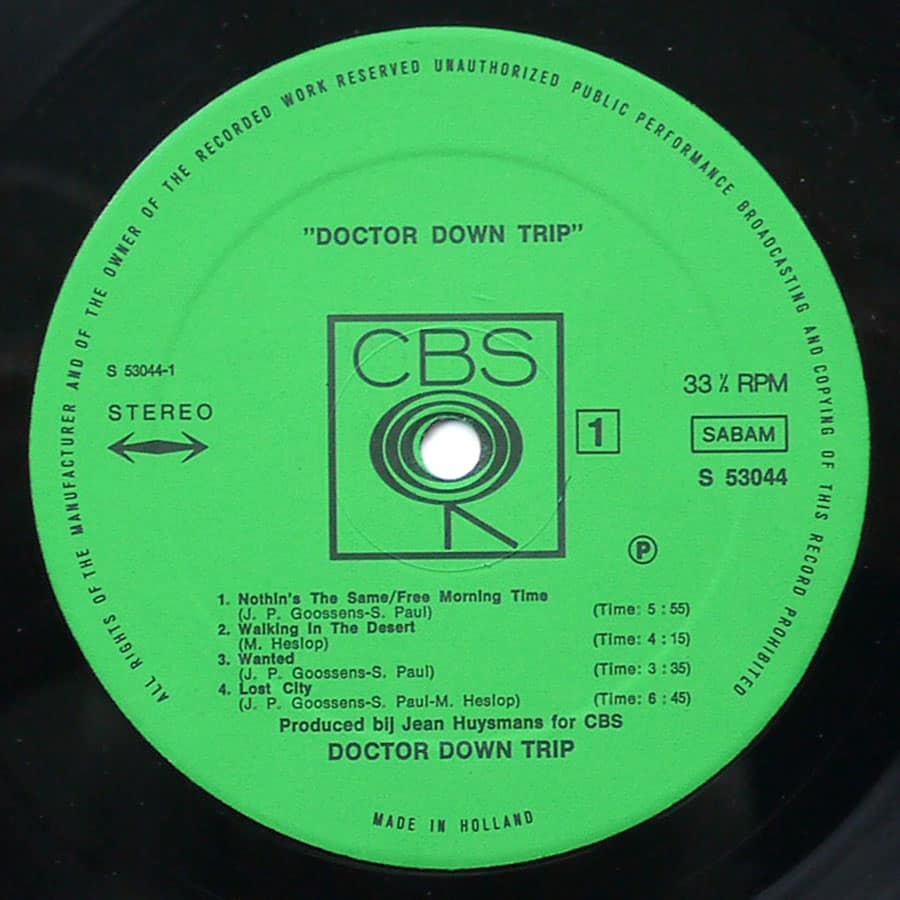 ALL RIGHTS OF THE MANUFACTURER AND OF THE OWNER OF THE RECORDED WORK RESERVED UNAUTHORIZED PUBLIC PERFORMANCE BROADCASTING AND COPYING OF THIS RECORD PROHIBITED
"DOCTOR DOWN TRIP"
CBS
S 53044-1
STEREO
1
33 ⅓ RPM
SABAM
S 53044
P
1. Nothin's The Same/Free Morning Time
(J. P. Goossens-S. Paul) (Time: 5 : 55)
2. Walking In The Desert
(M. Heslop) (Time: 4 : 15)
3. Wanted
(J. P. Goossens-S. Paul) (Time: 3 : 35)
4. Lost City
(J. P. Goossens-S. Paul-M. Heslop) (Time: 6 : 45)
Produced bij Jean Huysmans for CBS
DOCTOR DOWN TRIP
MADE IN HOLLAND